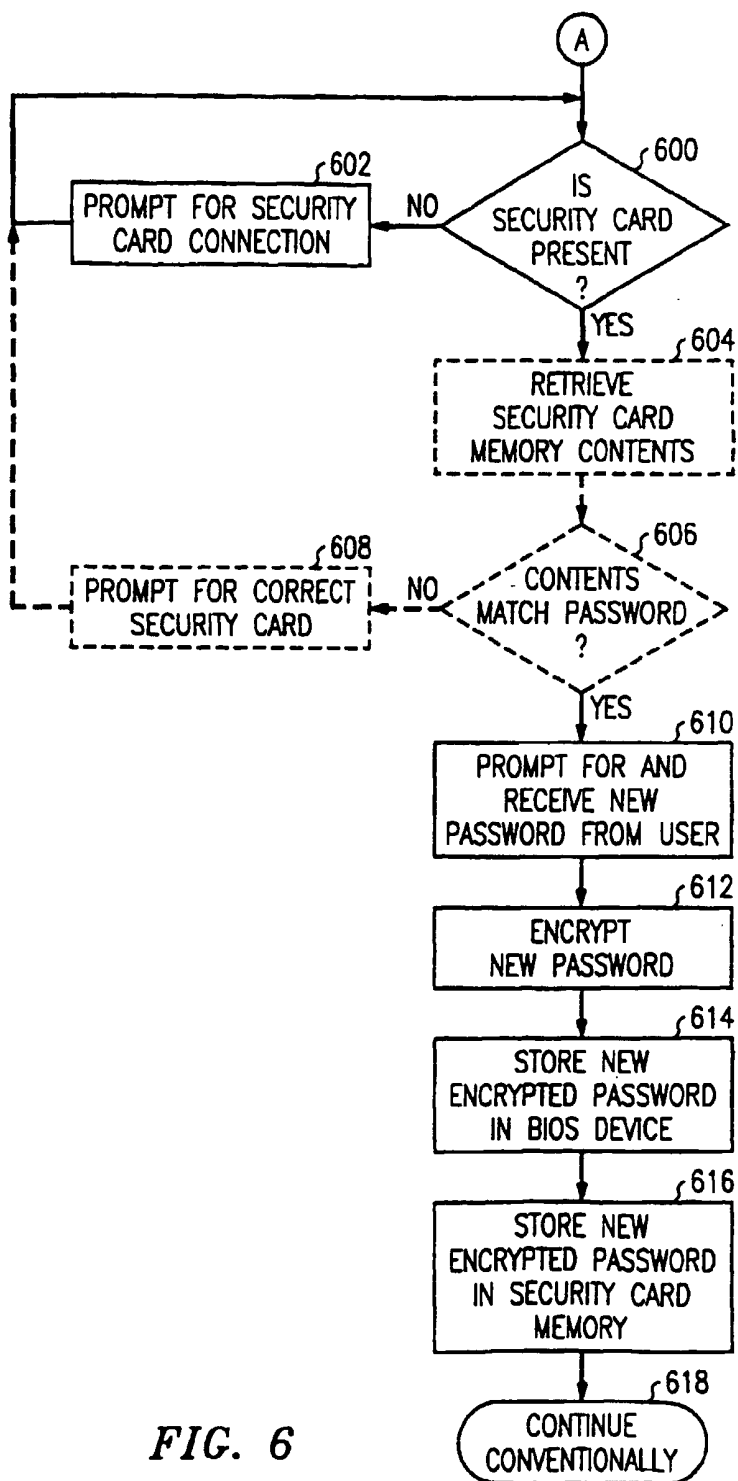 A
600
IS
SECURITY CARD
PRESENT
?
NO
602
PROMPT FOR SECURITY
CARD CONNECTION
YES
604
RETRIEVE
SECURITY CARD
MEMORY CONTENTS
606
CONTENTS
MATCH PASSWORD
?
NO
608
PROMPT FOR CORRECT
SECURITY CARD
YES
610
PROMPT FOR AND
RECEIVE NEW
PASSWORD FROM USER
612
ENCRYPT
NEW PASSWORD
614
STORE NEW
ENCRYPTED PASSWORD
IN BIOS DEVICE
616
STORE NEW
ENCRYPTED PASSWORD
IN SECURITY CARD
MEMORY
618
CONTINUE
CONVENTIONALLY
FIG. 6